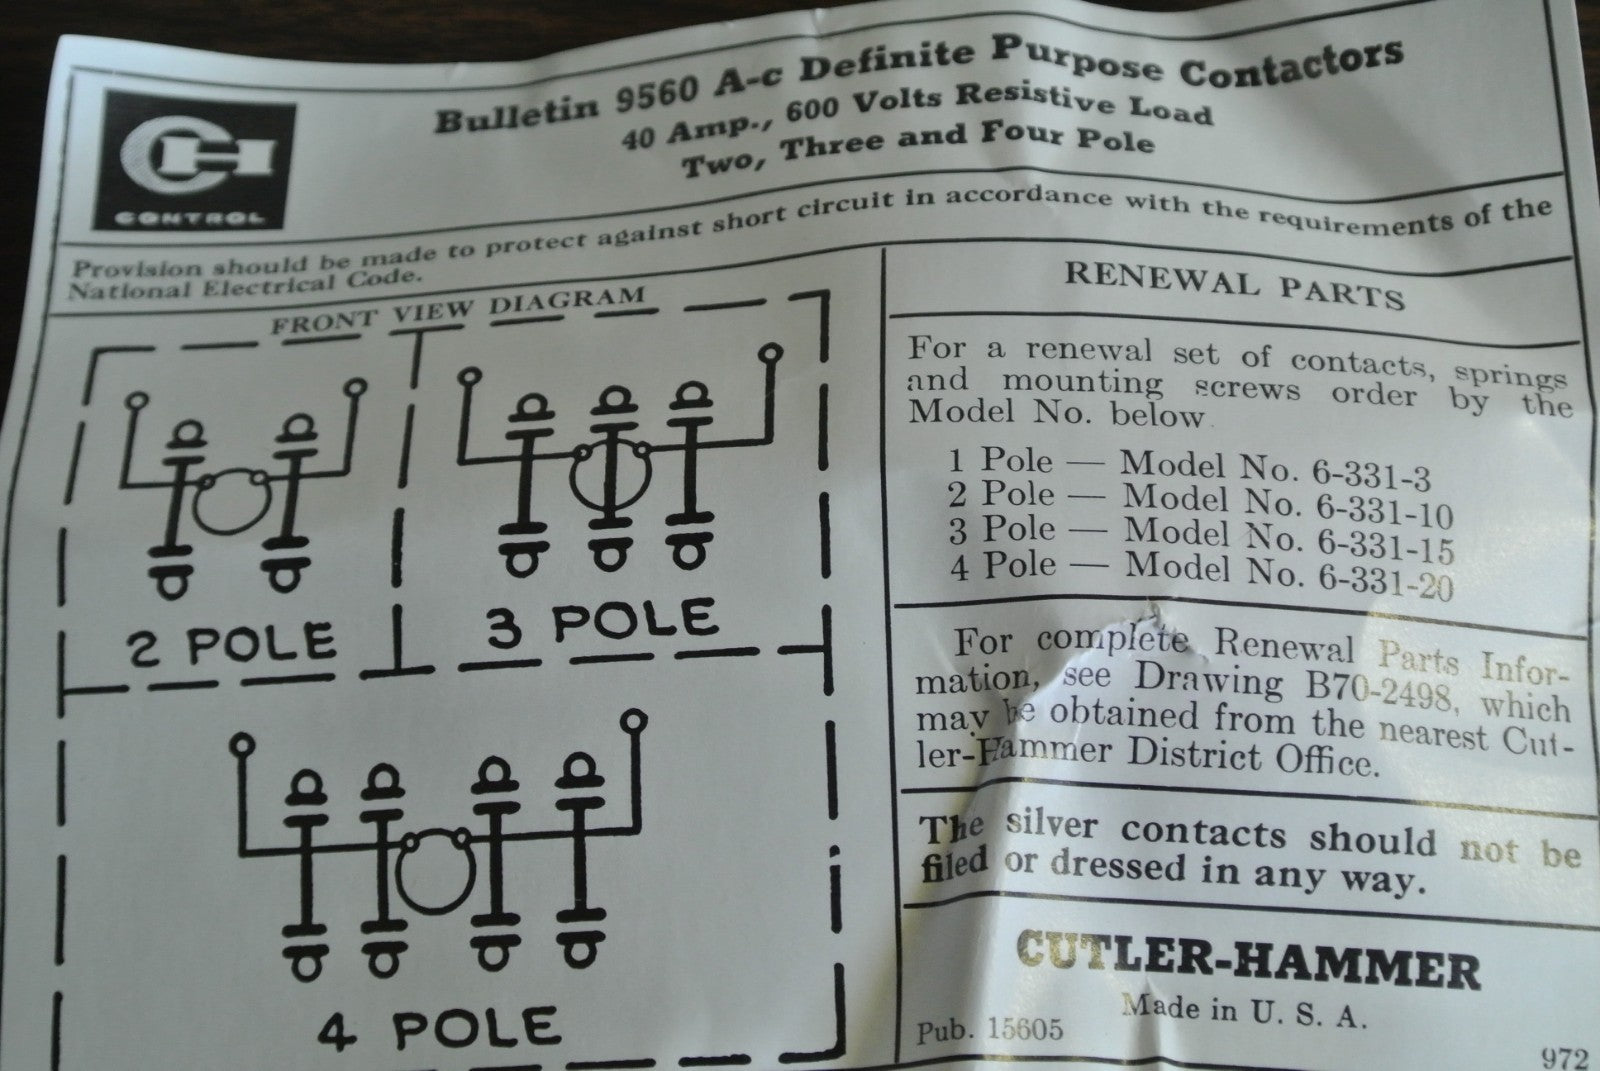 CH
CONTROL
Bulletin 9560 A-c Definite Purpose Contactors
40 Amp., 600 Volts Resistive Load
Two, Three and Four Pole
Provision should be made to protect against short circuit in accordance with the requirements of the
National Electrical Code.
FRONT VIEW DIAGRAM
2 POLE
3 POLE
4 POLE
RENEWAL PARTS
For a renewal set of contacts, springs
and mounting screws order by the
Model No. below
1 Pole — Model No. 6-331-3
2 Pole — Model No. 6-331-10
3 Pole — Model No. 6-331-15
4 Pole — Model No. 6-331-20
For complete Renewal Parts Infor-
mation, see Drawing B70-2498, which
may be obtained from the nearest Cut-
ler-Hammer District Office.
The silver contacts should not be
filed or dressed in any way.
CUTLER-HAMMER
Made in U. S. A.
Pub. 15605
972